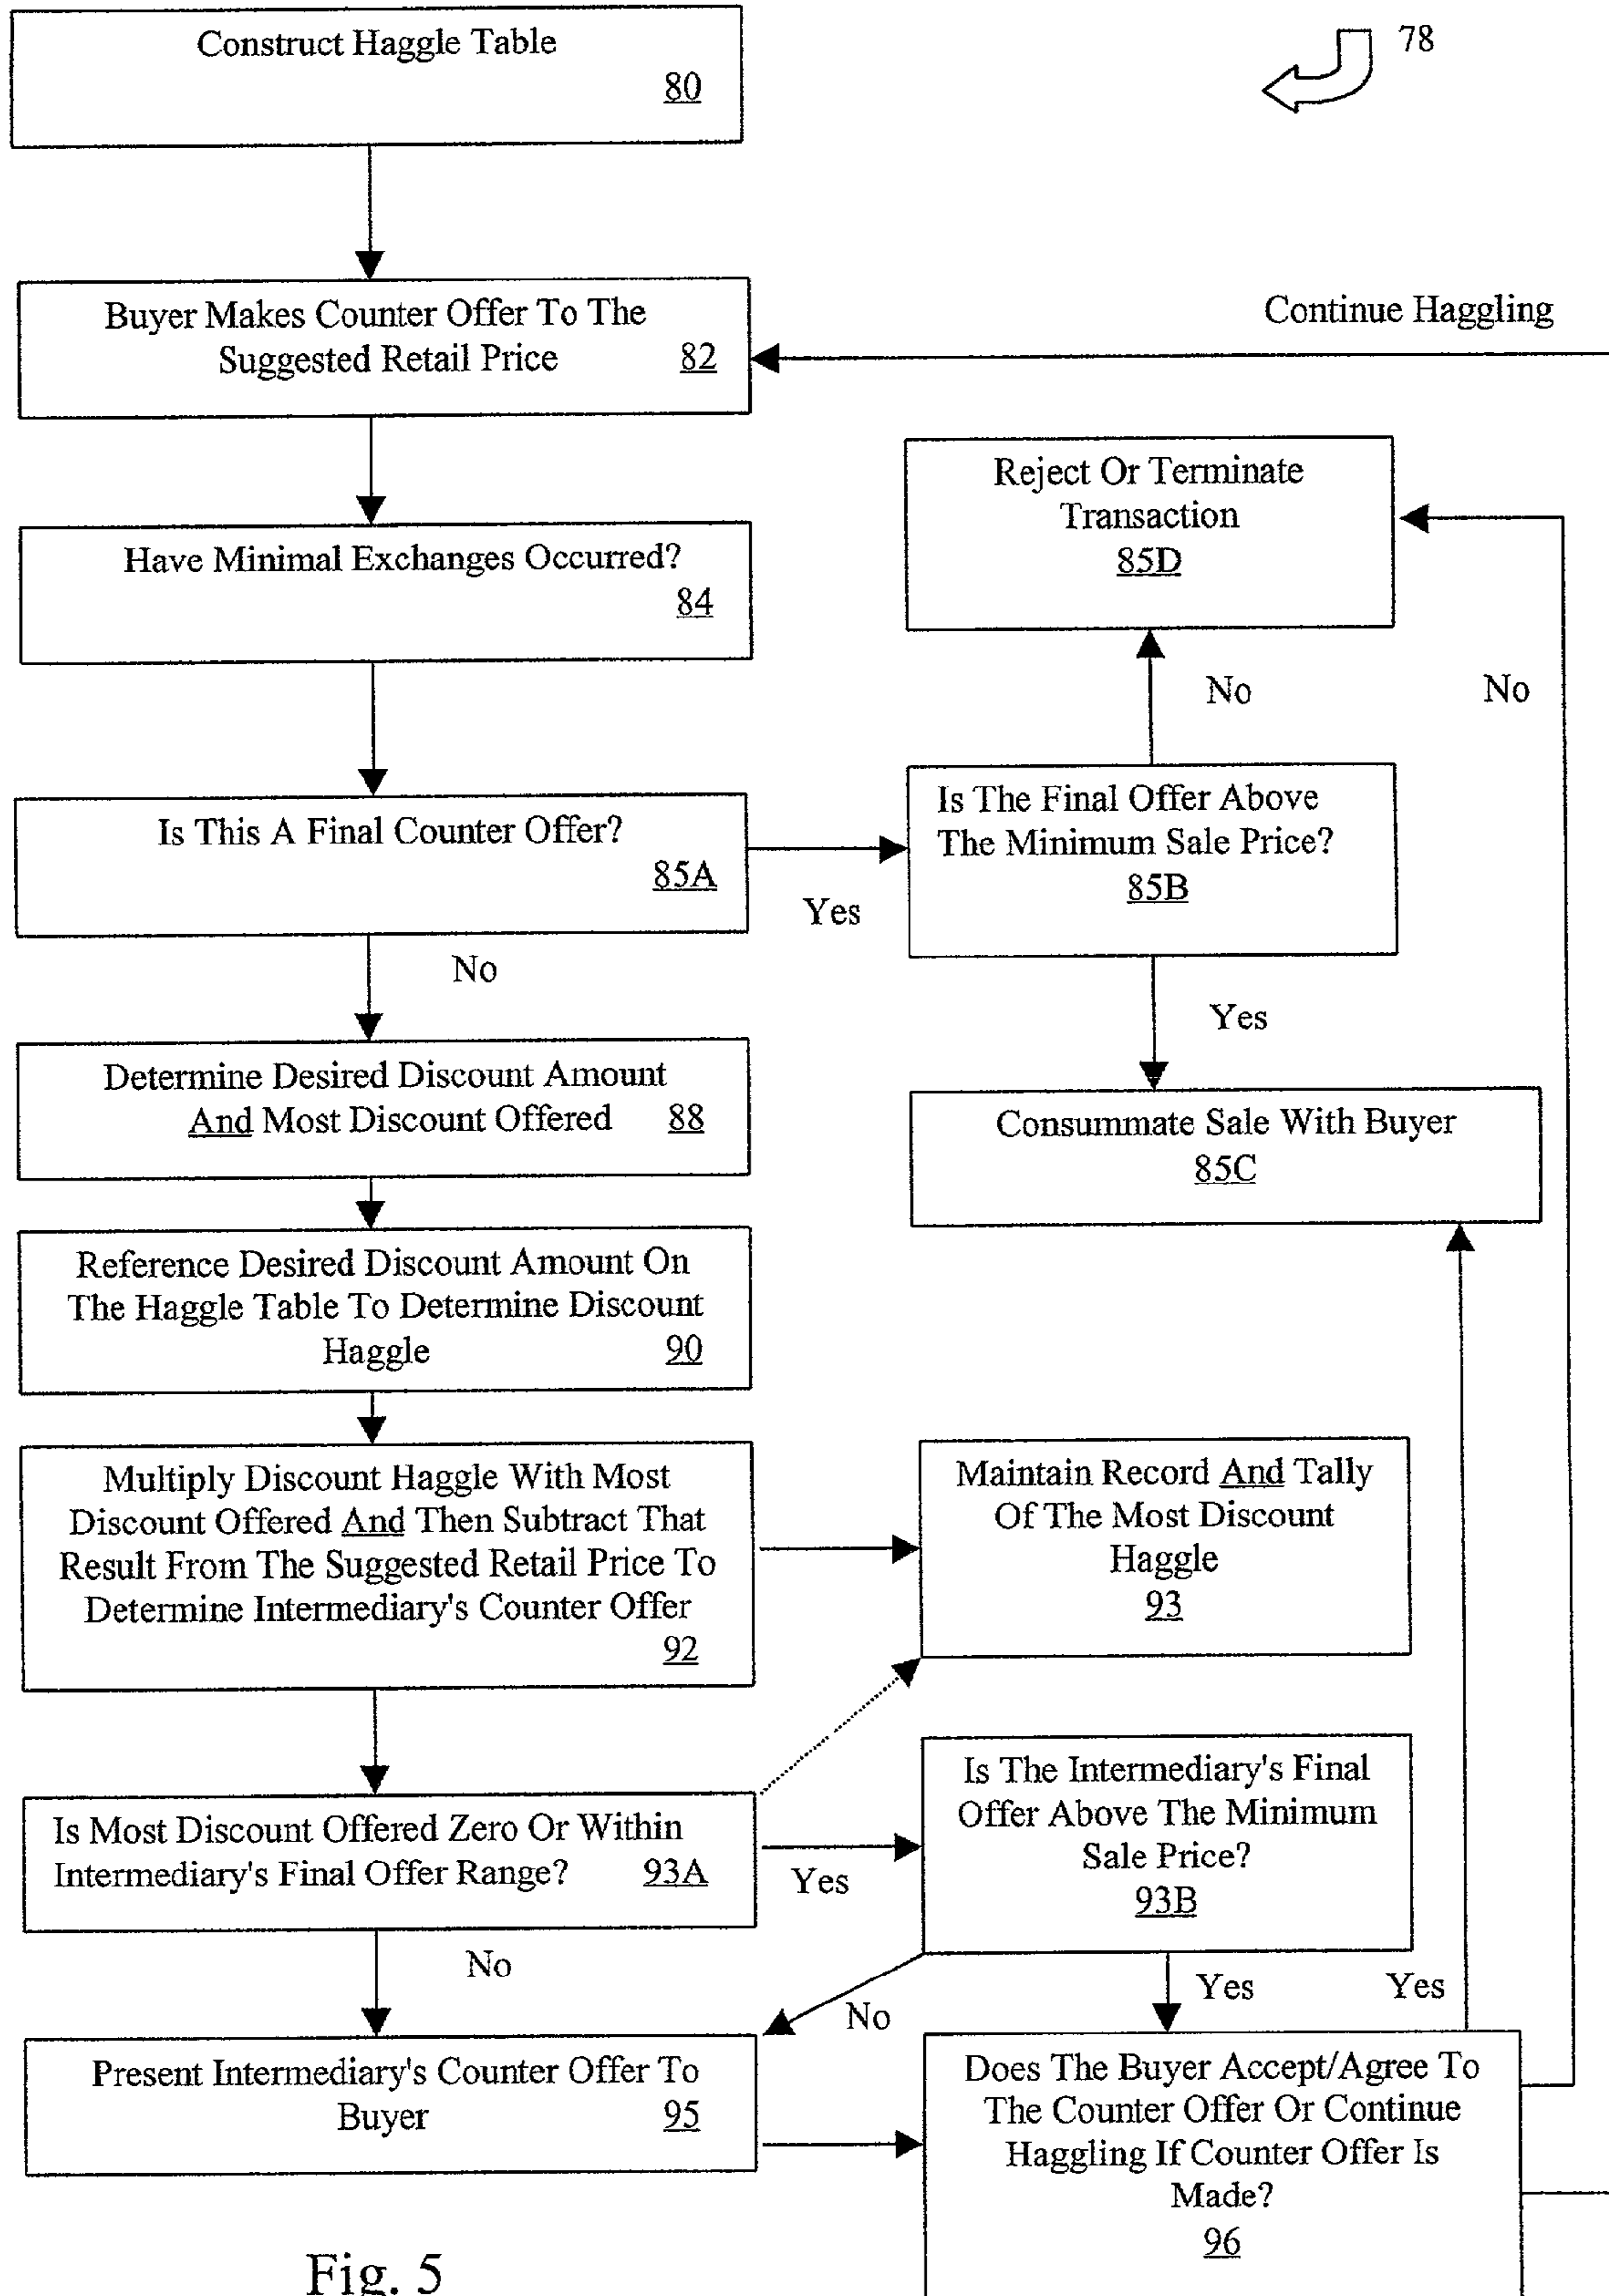 Construct Haggle Table
80
78
Buyer Makes Counter Offer To The
Suggested Retail Price 82
Continue Haggling
Have Minimal Exchanges Occurred?
84
Reject Or Terminate
Transaction
85D
No
No
Is This A Final Counter Offer?
85A
Yes
Is The Final Offer Above
The Minimum Sale Price?
85B
No
Yes
Determine Desired Discount Amount
And Most Discount Offered 88
Consummate Sale With Buyer
85C
Reference Desired Discount Amount On
The Haggle Table To Determine Discount
Haggle 90
Multiply Discount Haggle With Most
Discount Offered And Then Subtract That
Result From The Suggested Retail Price To
Determine Intermediary's Counter Offer
92
Maintain Record And Tally
Of The Most Discount
Haggle
93
Is Most Discount Offered Zero Or Within
Intermediary's Final Offer Range? 93A
Yes
Is The Intermediary's Final
Offer Above The Minimum
Sale Price?
93B
No
No
Yes
Yes
Present Intermediary's Counter Offer To
Buyer 95
Does The Buyer Accept/Agree To
The Counter Offer Or Continue
Haggling If Counter Offer Is
Made?
96
Fig. 5